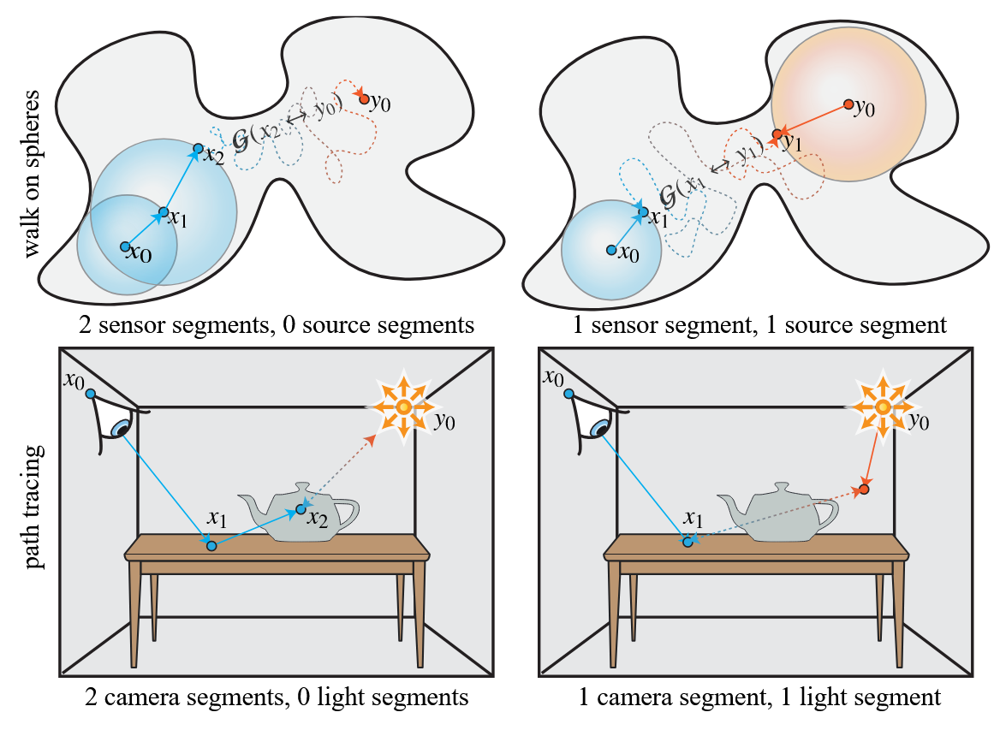 walk on spheres
x₀
x₁
x₂
𝒢(x₂ ↔ y₀)
y₀
2 sensor segments, 0 source segments
x₀
x₁
𝒢(x₁ ↔ y₁)
y₁
y₀
1 sensor segment, 1 source segment
path tracing
x₀
x₁
x₂
y₀
2 camera segments, 0 light segments
x₀
x₁
y₀
1 camera segment, 1 light segment